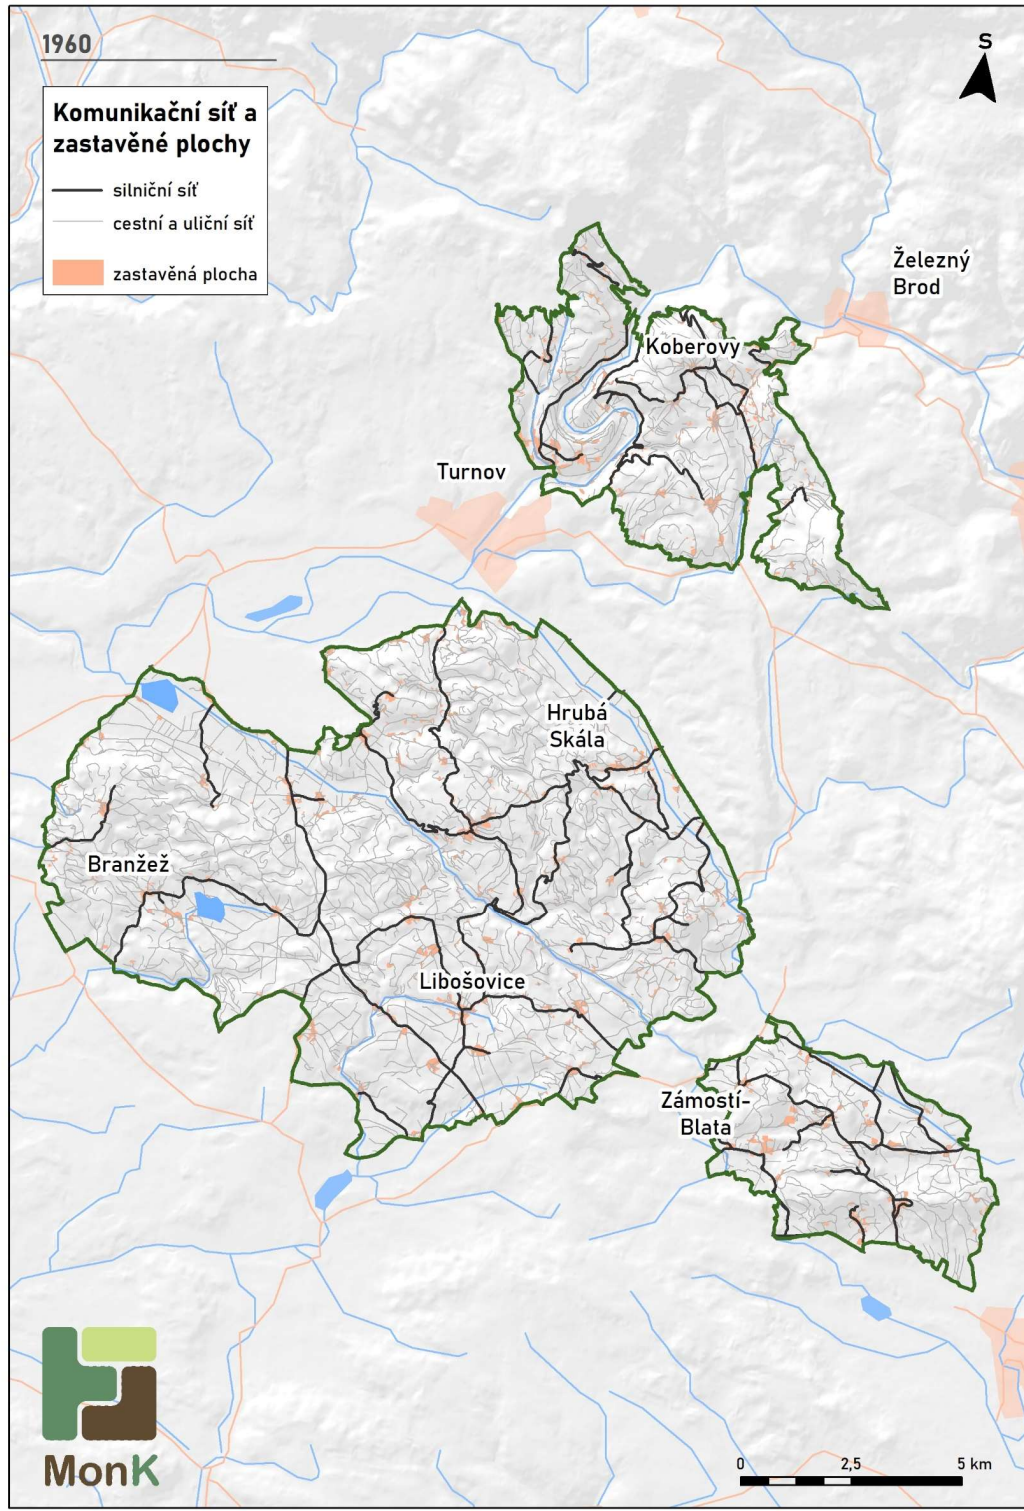 1960
Komunikační síť a
zastavěné plochy
silniční síť
cestní a uliční síť
zastavěná plocha
S
Železný
Brod
Koberovy
Turnov
Hrubá
Skála
Branžež
Libošovice
Zámostí-
Blata
MonK
0 2,5 5 km